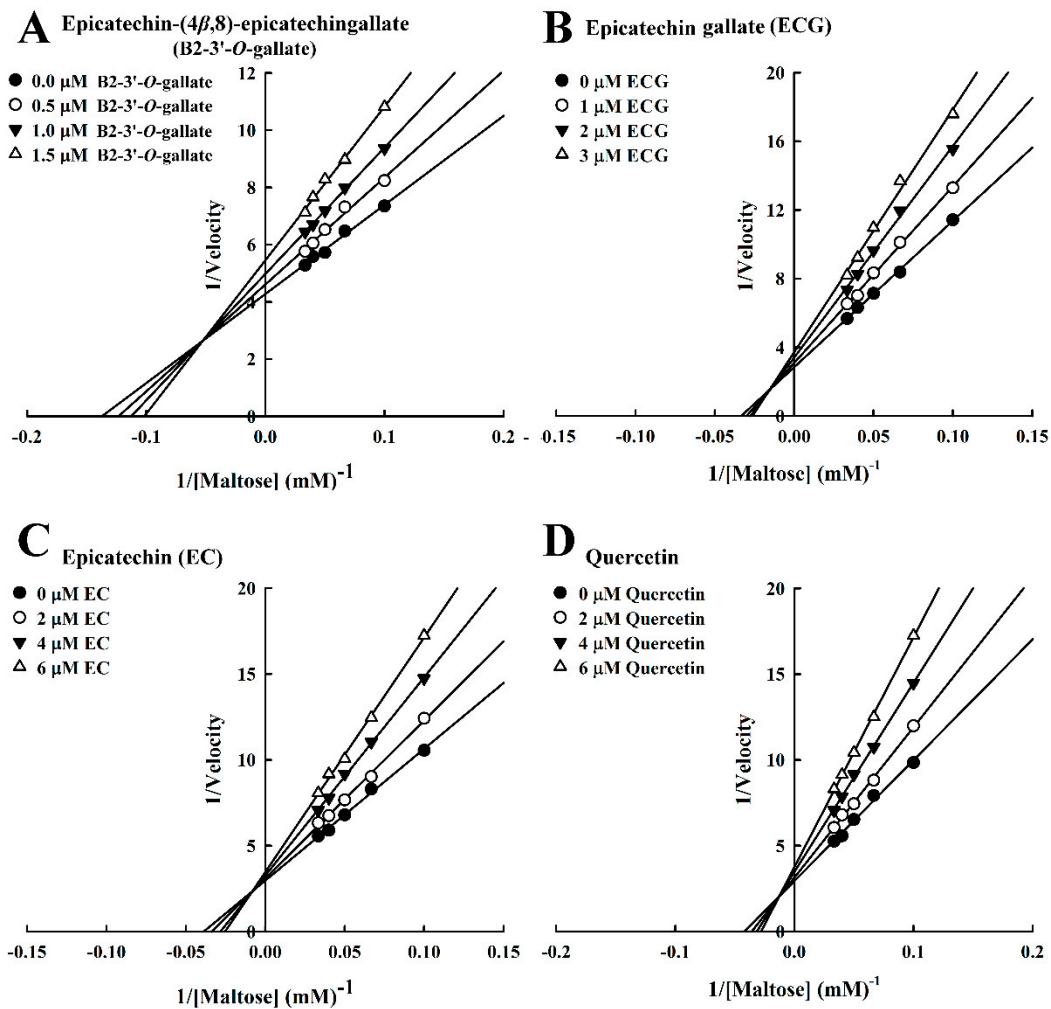 A Epicatechin-(4β,8)-epicatechingallate
(B2-3'-O-gallate)
0.0 μM B2-3'-O-gallate
0.5 μM B2-3'-O-gallate
1.0 μM B2-3'-O-gallate
1.5 μM B2-3'-O-gallate
12
10
8
6
4
2
0
1/Velocity
-0.2 -0.1 0.0 0.1 0.2
1/[Maltose] (mM)-1
B Epicatechin gallate (ECG)
0 μM ECG
1 μM ECG
2 μM ECG
3 μM ECG
20
16
12
8
4
0
1/Velocity
-0.15 -0.10 -0.05 0.00 0.05 0.10 0.15
1/[Maltose] (mM)-1
C Epicatechin (EC)
0 μM EC
2 μM EC
4 μM EC
6 μM EC
20
15
10
5
0
1/Velocity
-0.15 -0.10 -0.05 0.00 0.05 0.10 0.15
1/[Maltose] (mM)-1
D Quercetin
0 μM Quercetin
2 μM Quercetin
4 μM Quercetin
6 μM Quercetin
20
15
10
5
0
1/Velocity
-0.2 -0.1 0.0 0.1 0.2
1/[Maltose] (mM)-1